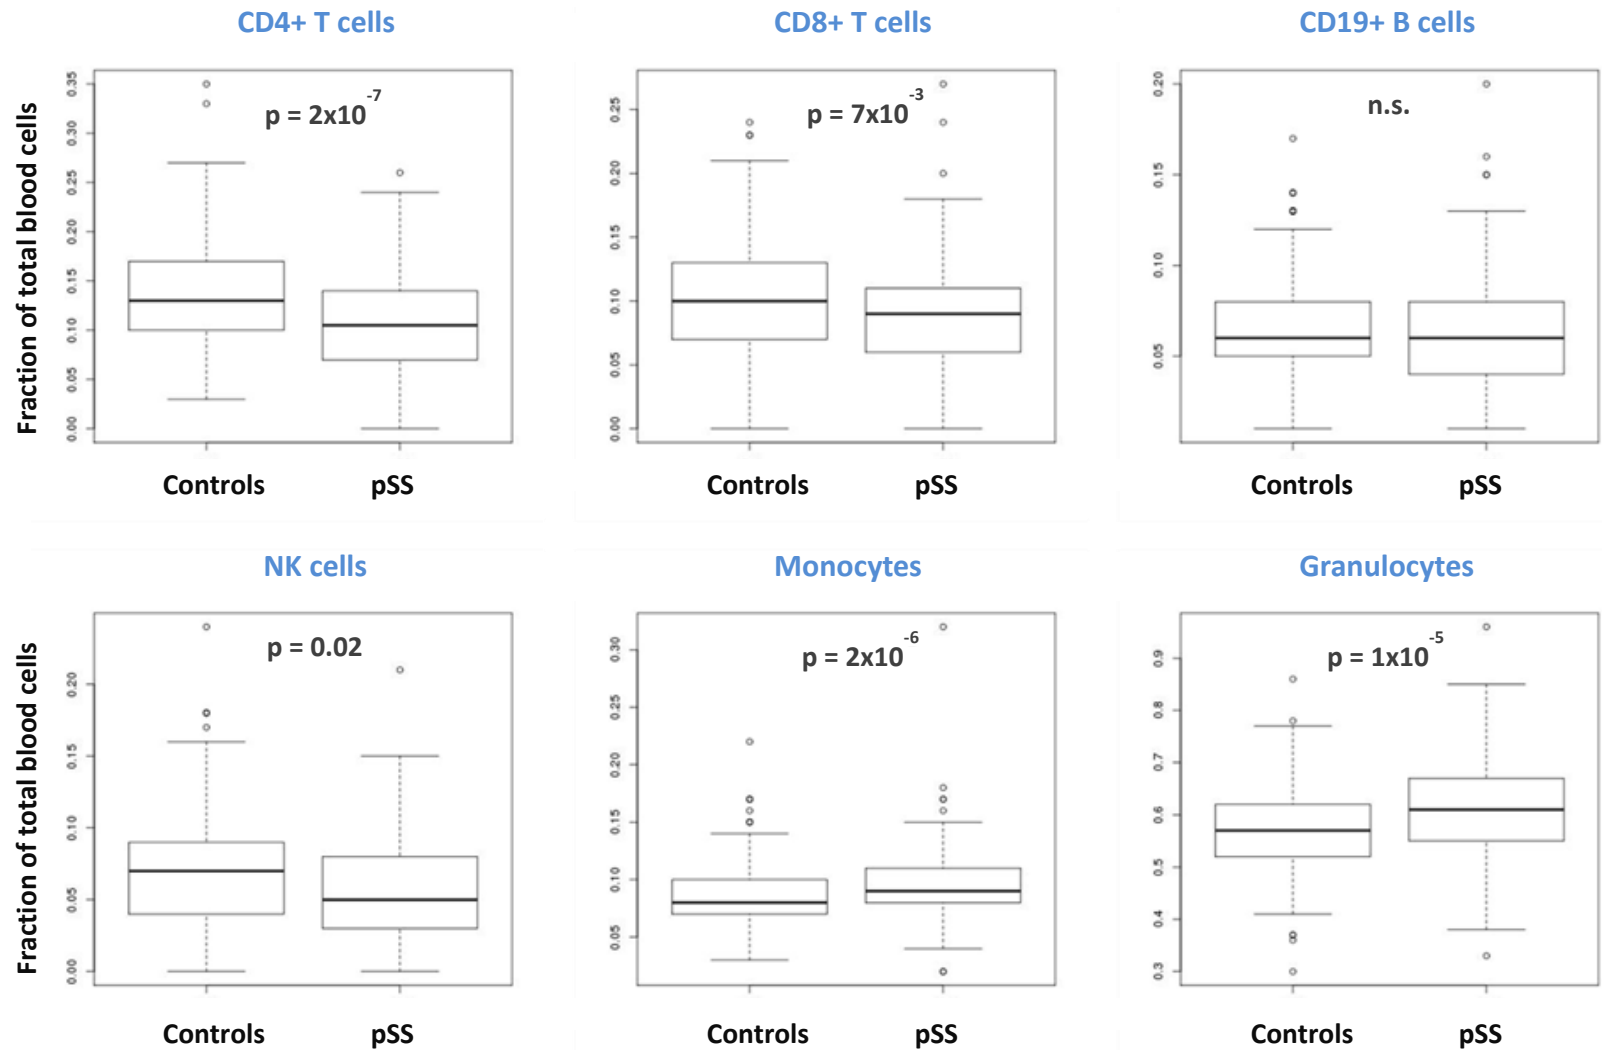 CD4+ T cells
CD8+ T cells
CD19+ B cells
Fraction of total blood cells
0.35
0.30
0.25
0.20
0.15
0.10
0.05
0.00
p = 2x10-7
Controls
pSS
0.25
0.20
0.15
0.10
0.05
0.00
p = 7x10-3
Controls
pSS
0.20
0.15
0.10
0.05
n.s.
Controls
pSS
NK cells
Monocytes
Granulocytes
Fraction of total blood cells
0.20
0.15
0.10
0.05
0.00
p = 0.02
Controls
pSS
0.30
0.25
0.20
0.15
0.10
0.05
p = 2x10-6
Controls
pSS
0.9
0.8
0.7
0.6
0.5
0.4
0.3
p = 1x10-5
Controls
pSS